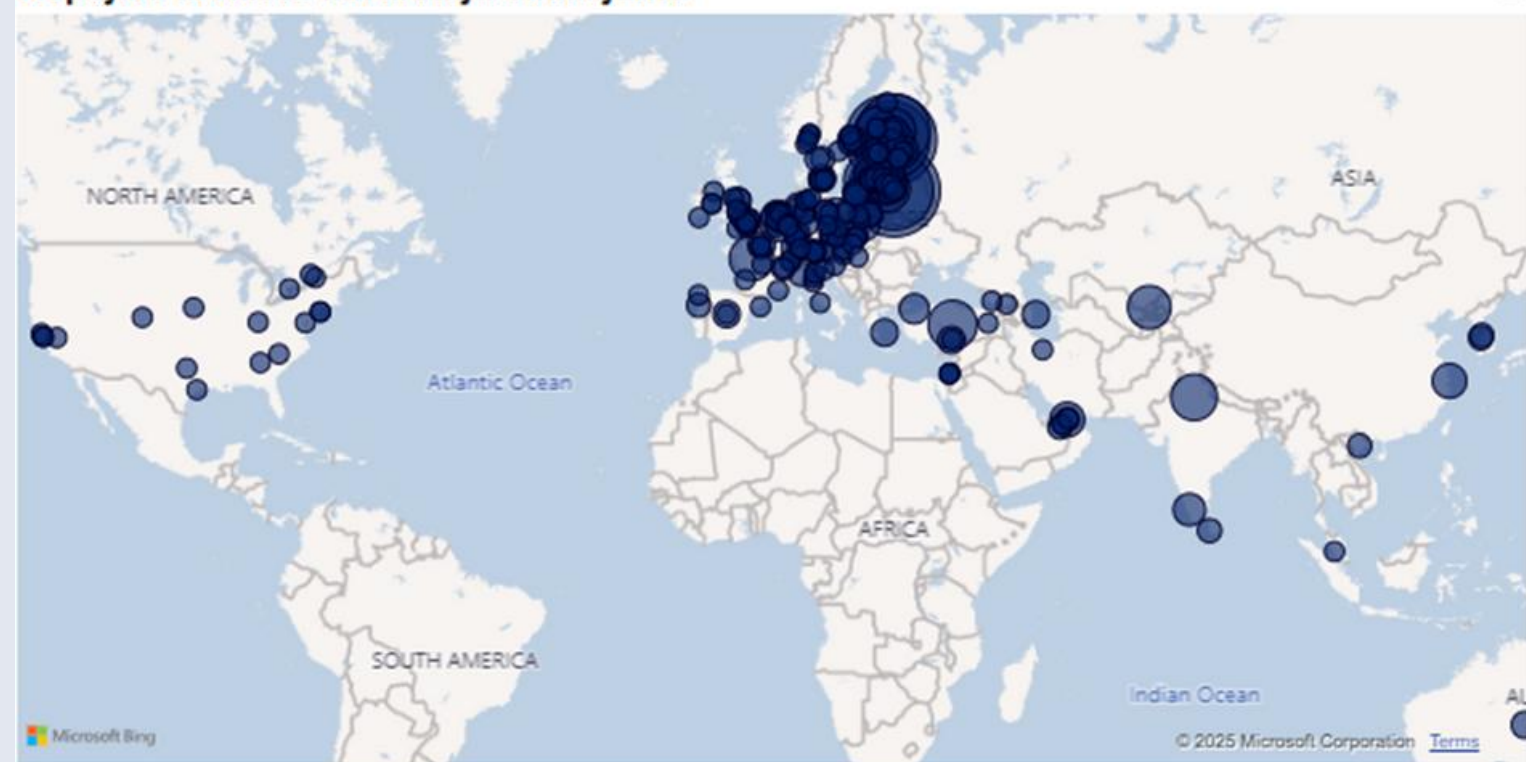 NORTH AMERICA
ASIA
Atlantic Ocean
AFRICA
SOUTH AMERICA
Indian Ocean
Microsoft Bing
© 2025 Microsoft Corporation Terms